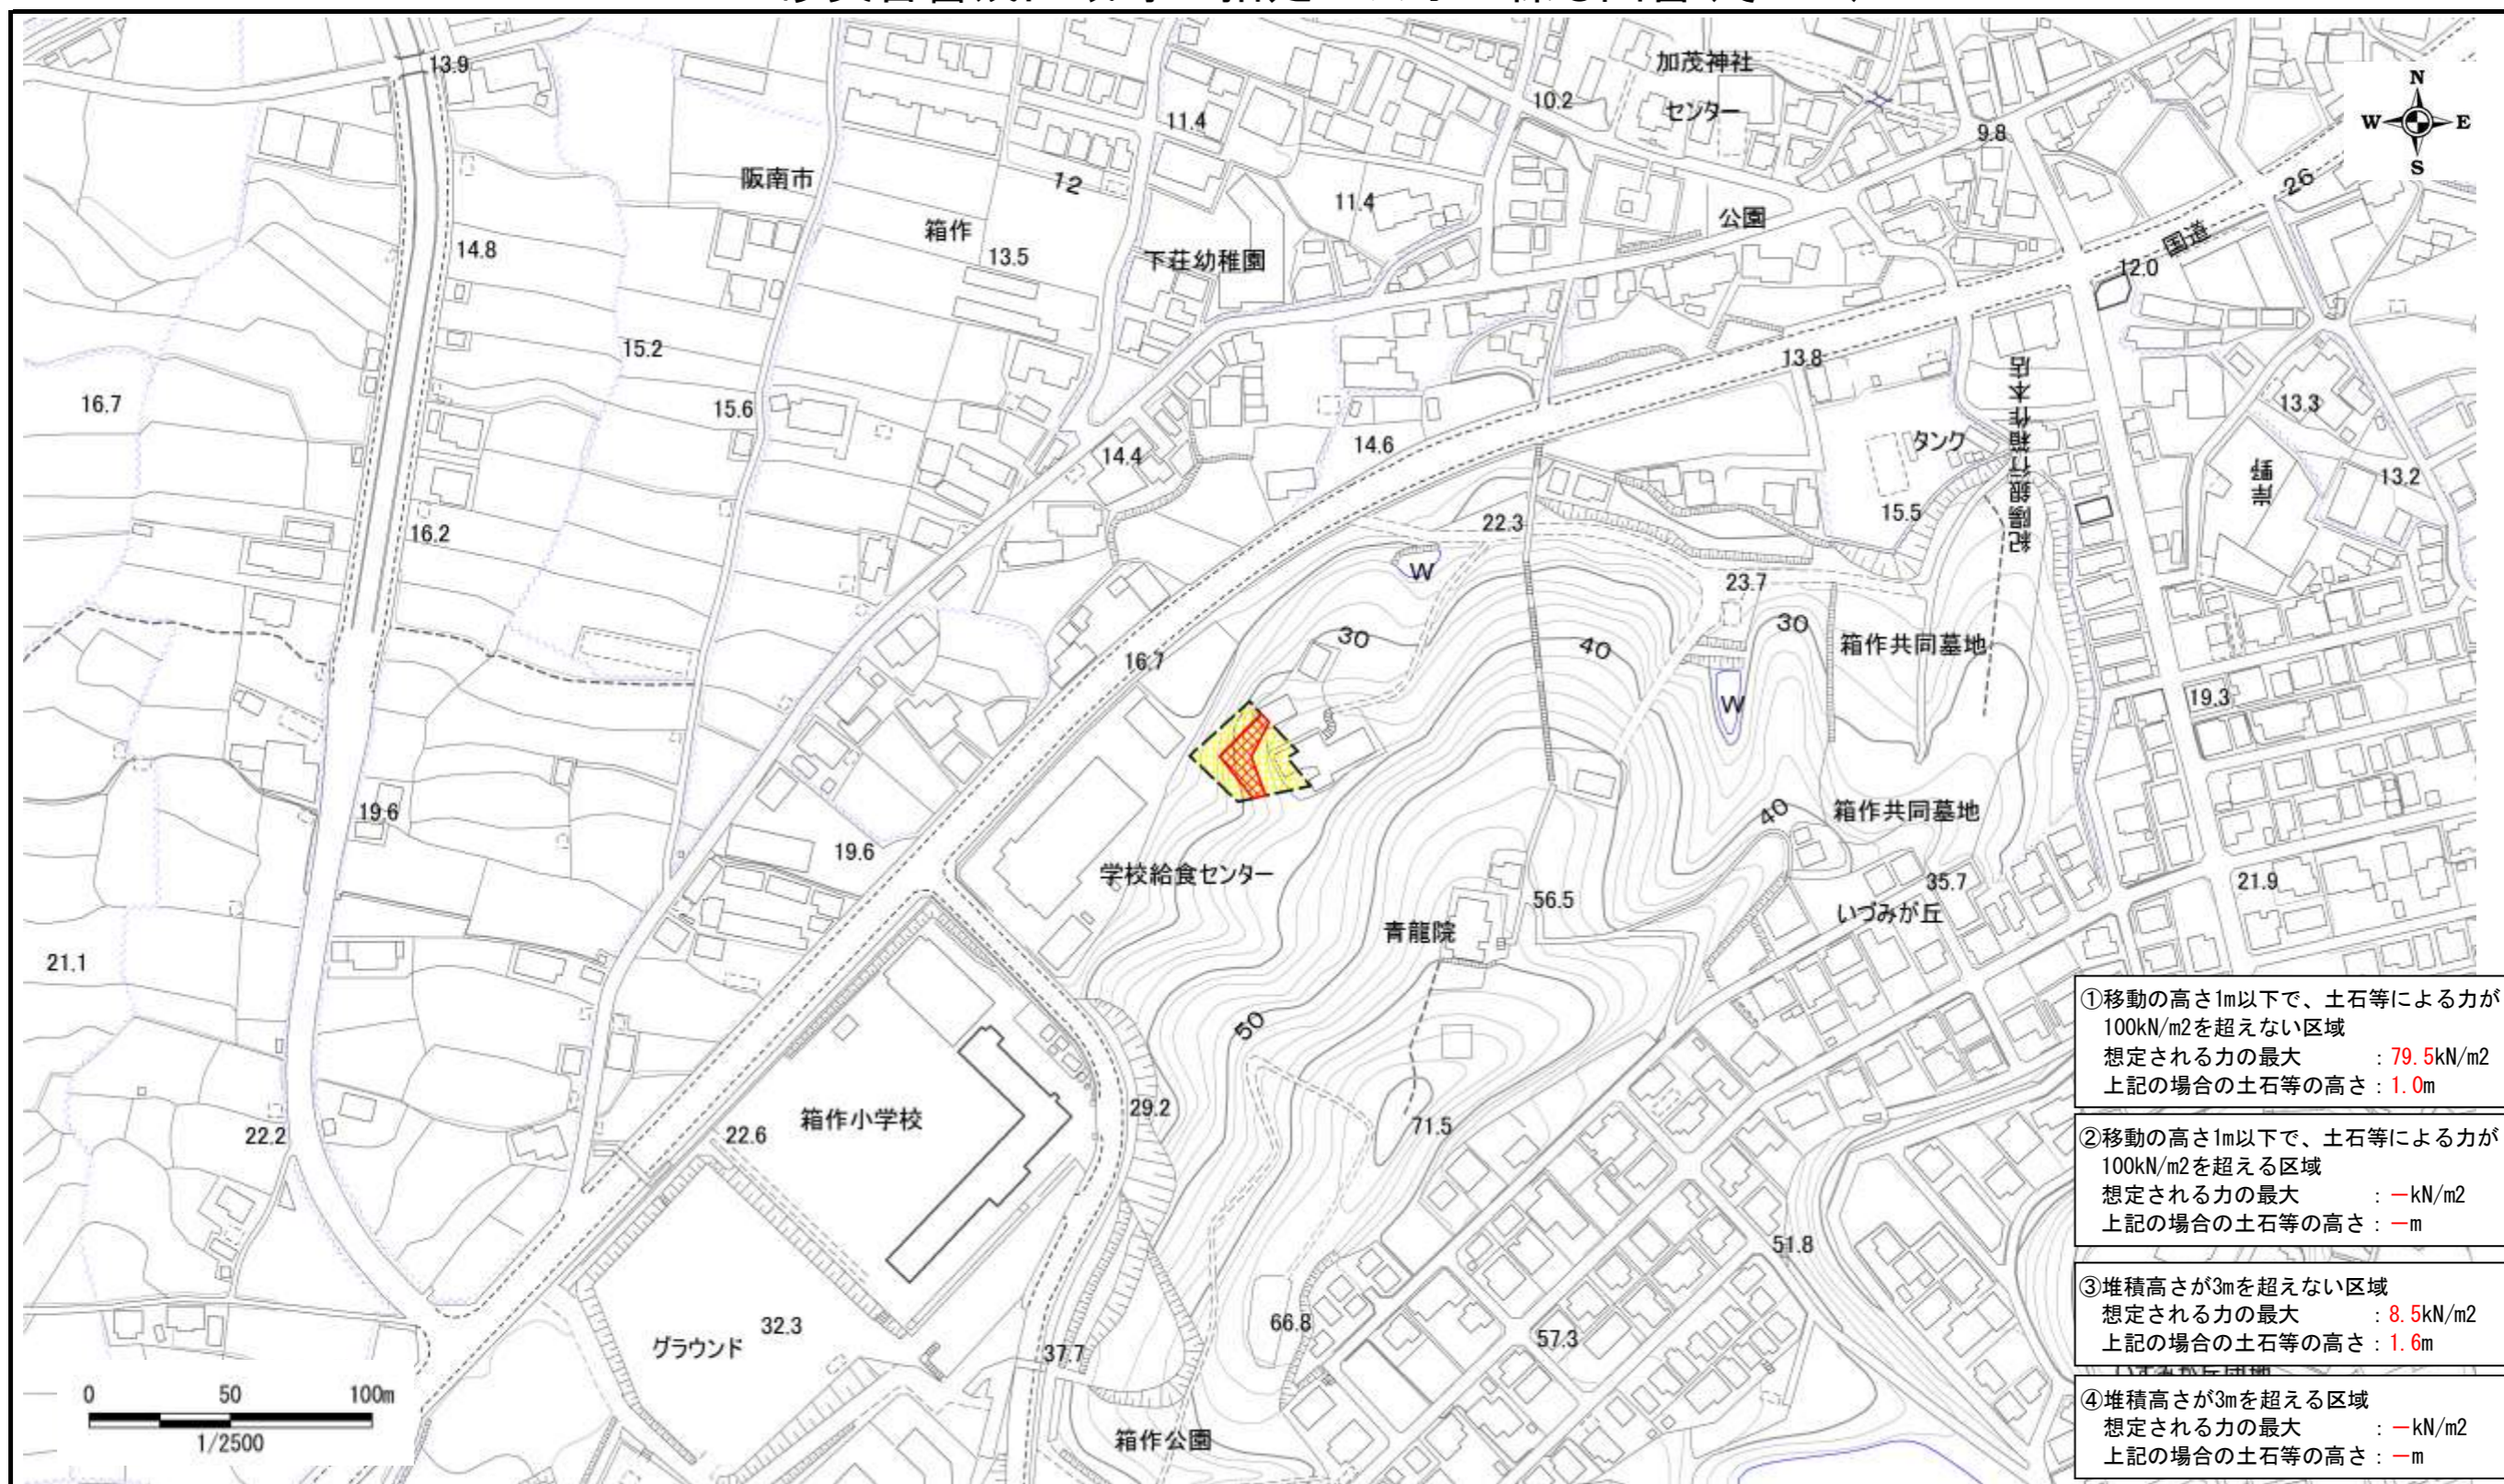 加茂神社
センター
13.9
10.2
11.4
9.8
N
W E
S
阪南市
12
26
11.4
公園
箱作
国道
14.8
13.5
下荘幼稚園
12.0
15.2
13.8
16.7
15.6
紀陽銀行箱作本店
13.3
14.4
14.6
タンク
岸野
13.2
16.2
22.3
15.5
W
23.7
30
30
40
箱作共同墓地
16.7
W
19.3
19.6
40
箱作共同墓地
19.6
学校給食センター
35.7
21.9
56.5
いづみが丘
青龍院
21.1
50
29.2
箱作小学校
22.6
22.2
71.5
51.8
66.8
32.3
グラウンド
57.3
37.7
箱作公園
0 50 100m
1/2500
①移動の高さ1m以下で、土石等による力が
100kN/m2を超えない区域
想定される力の最大 : 79.5kN/m2
上記の場合の土石等の高さ : 1.0m
②移動の高さ1m以下で、土石等による力が
100kN/m2を超える区域
想定される力の最大 : ーkN/m2
上記の場合の土石等の高さ : ーm
③堆積高さが3mを超えない区域
想定される力の最大 : 8.5kN/m2
上記の場合の土石等の高さ : 1.6m
④堆積高さが3mを超える区域
想定される力の最大 : ーkN/m2
上記の場合の土石等の高さ : ーm